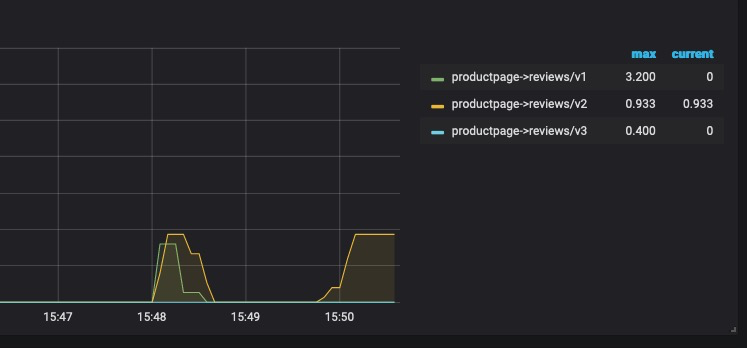 max current
productpage->reviews/v1 3.200 0
productpage->reviews/v2 0.933 0.933
productpage->reviews/v3 0.400 0
15:47 15:48 15:49 15:50